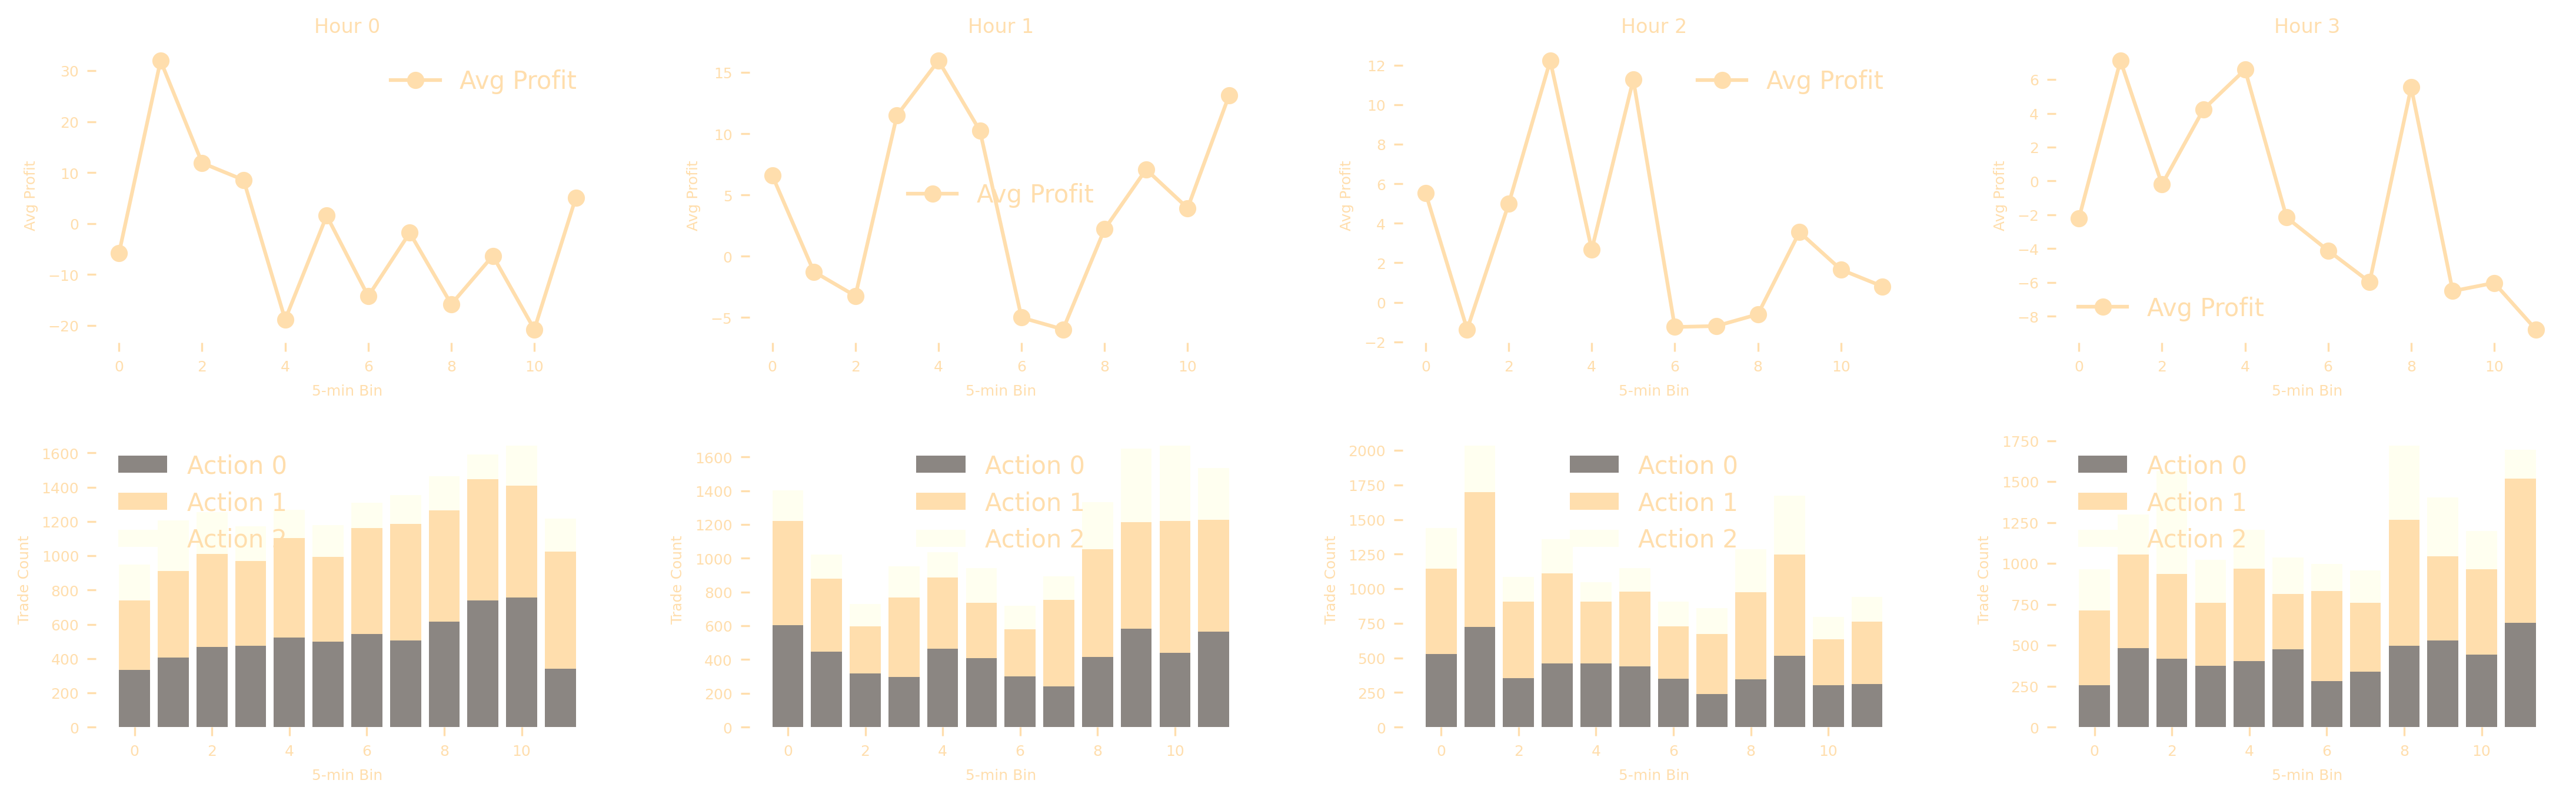 Hour 0
Avg Profit
30
20
10
0
−10
−20
Avg Profit
0 2 4 6 8 10
5-min Bin
Hour 1
Avg Profit
15
10
5
0
−5
Avg Profit
0 2 4 6 8 10
5-min Bin
Hour 2
Avg Profit
12
10
8
6
4
2
0
−2
Avg Profit
0 2 4 6 8 10
5-min Bin
Hour 3
Avg Profit
6
4
2
0
−2
−4
−6
−8
Avg Profit
0 2 4 6 8 10
5-min Bin
Trade Count
1600
1400
1200
1000
800
600
400
200
0
Action 0
Action 1
Action 2
0 2 4 6 8 10
5-min Bin
Trade Count
1600
1400
1200
1000
800
600
400
200
0
Action 0
Action 1
Action 2
0 2 4 6 8 10
5-min Bin
Trade Count
2000
1750
1500
1250
1000
750
500
250
0
Action 0
Action 1
Action 2
0 2 4 6 8 10
5-min Bin
Trade Count
1750
1500
1250
1000
750
500
250
0
Action 0
Action 1
Action 2
0 2 4 6 8 10
5-min Bin